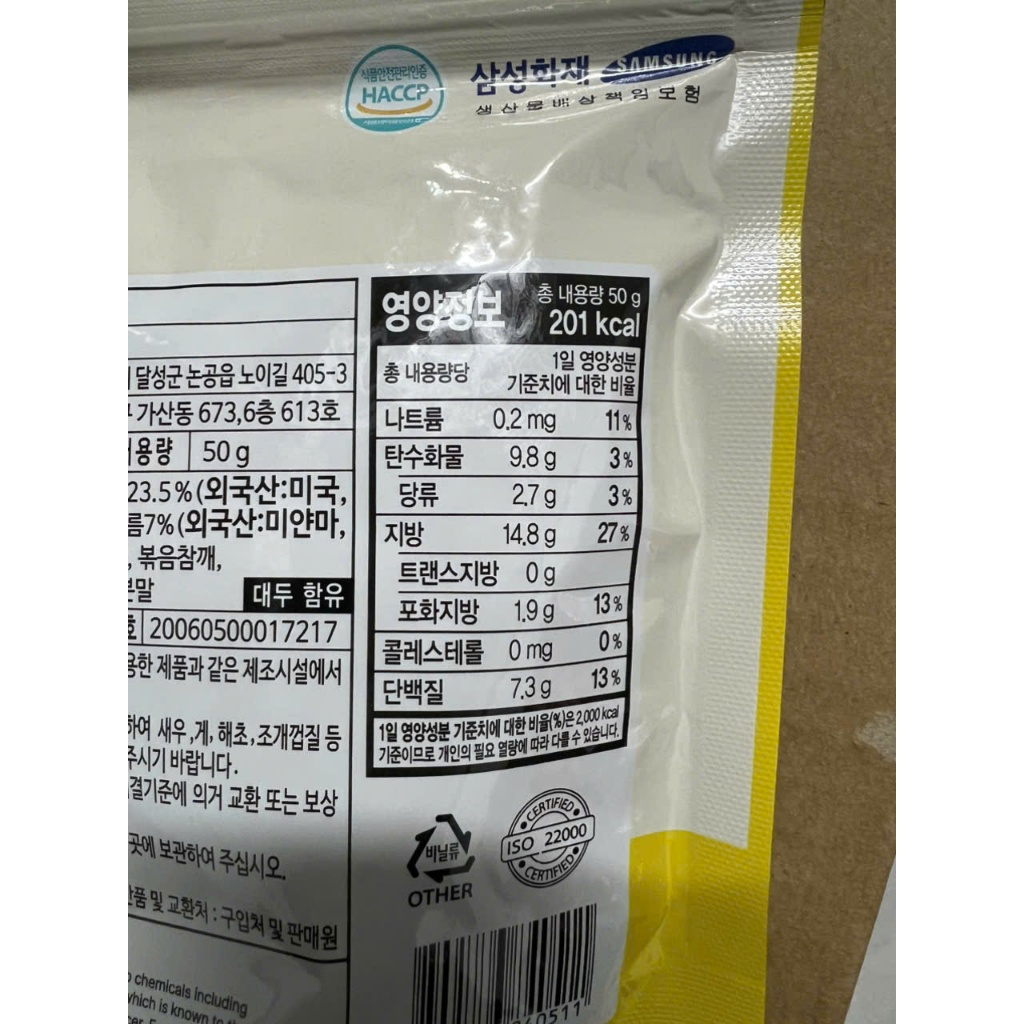 식품안전관리인증
HACCP
삼성화재 SAMSUNG
생산물배상책임보험
달성군 논공읍 노이길 405-3
가산동 673,6층 613호
용량 50 g
23.5%(외국산:미국,
름7%(외국산:미얀마,
, 볶음참깨,
분말
대두 함유
호 20060500017217
용한 제품과 같은 제조시설에서
하여 새우,게,해초,조개껍질 등
주시기 바랍니다.
결기준에 의거 교환 또는 보상
곳에 보관하여 주십시오.
품 및 교환처 : 구입처 및 판매원
chemicals including
which is known to
영양정보
총 내용량 50 g
201 kcal
총 내용량당
1일 영양성분
기준치에 대한 비율
나트륨 0.2 mg 11%
탄수화물 9.8 g 3%
당류 2.7 g 3%
지방 14.8 g 27%
트랜스지방 0 g
포화지방 1.9 g 13%
콜레스테롤 0 mg 0%
단백질 7.3 g 13%
1일 영양성분 기준치에 대한 비율(%)은 2,000 kcal
기준이므로 개인의 필요 열량에 따라 다를 수 있습니다.
비닐류
OTHER
CERTIFIED
ISO 22000
CERTIFIED